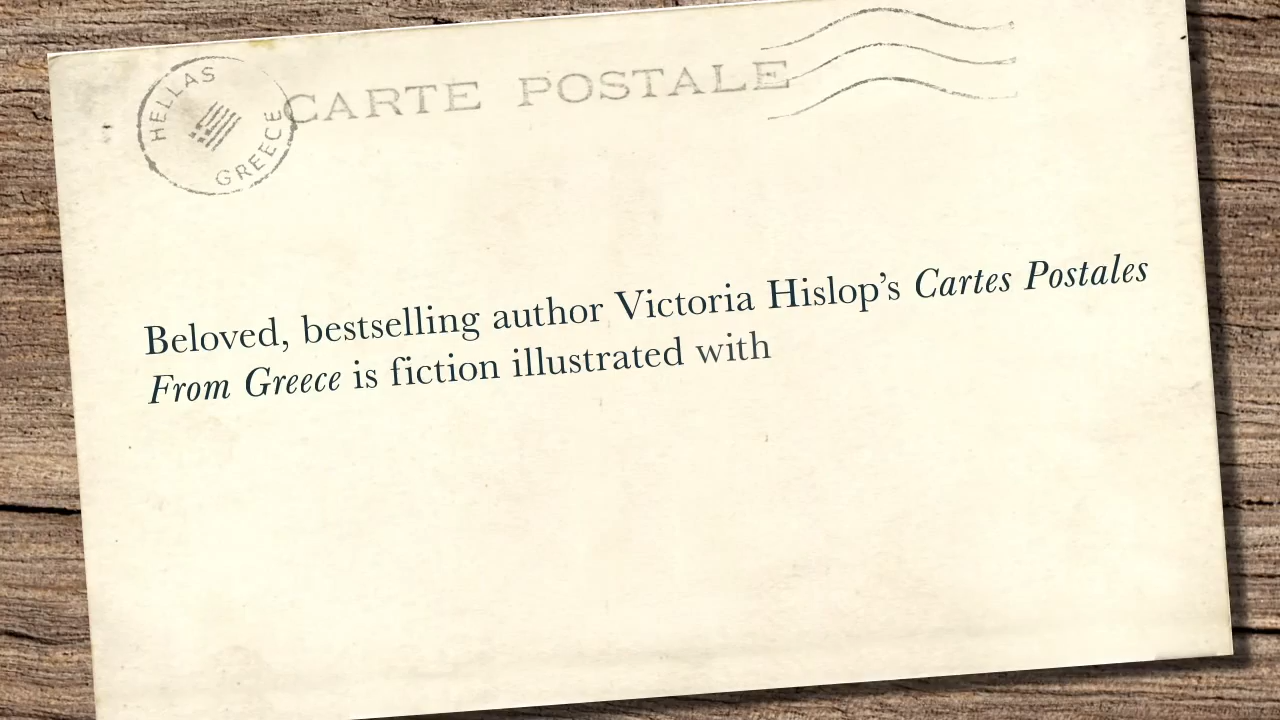 HELLAS
GREECE
CARTE POSTALE
Beloved, bestselling author Victoria Hislop’s Cartes Postales
From Greece is fiction illustrated with